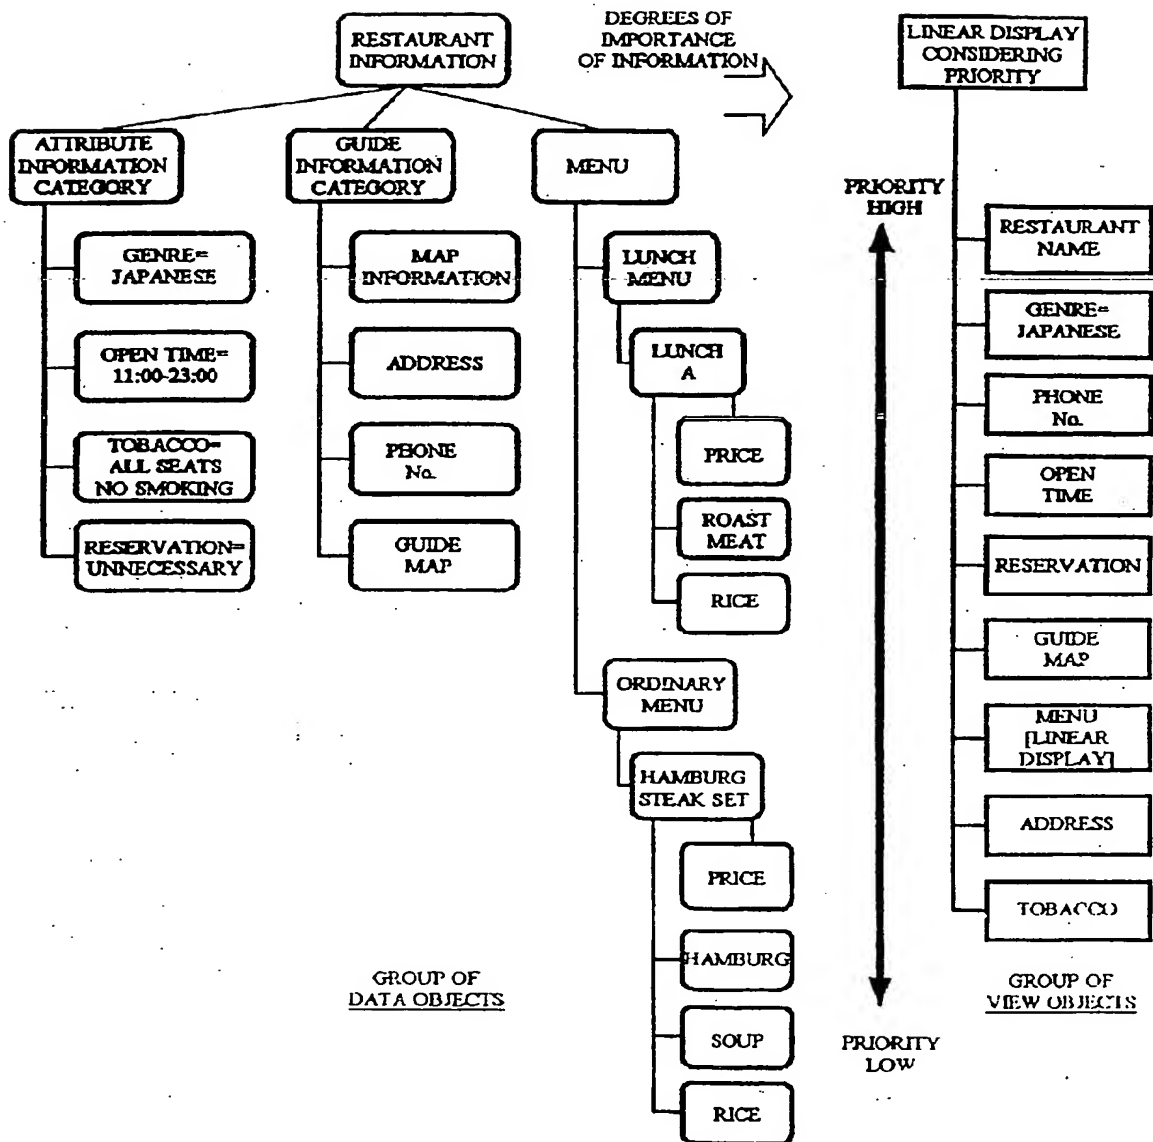 RESTAURANT
INFORMATION
DEGREES OF
IMPORTANCE
OF INFORMATION
LINEAR DISPLAY
CONSIDERING
PRIORITY
ATTRIBUTE
INFORMATION
CATEGORY
GUIDE
INFORMATION
CATEGORY
MENU
GENRE=
JAPANESE
OPEN TIME=
11:00-23:00
TOBACCO=
ALL SEATS
NO SMOKING
RESERVATION=
UNNECESSARY
MAP
INFORMATION
ADDRESS
PHONE
No.
GUIDE
MAP
LUNCH
MENU
LUNCH
A
PRICE
ROAST
MEAT
RICE
ORDINARY
MENU
HAMBURG
STEAK SET
PRICE
HAMBURG
SOUP
RICE
GROUP OF
DATA OBJECTS
PRIORITY
HIGH
PRIORITY
LOW
RESTAURANT
NAME
GENRE=
JAPANESE
PHONE
No.
OPEN
TIME
RESERVATION
GUIDE
MAP
MENU
[LINEAR
DISPLAY]
ADDRESS
TOBACCO
GROUP OF
VIEW OBJECTS